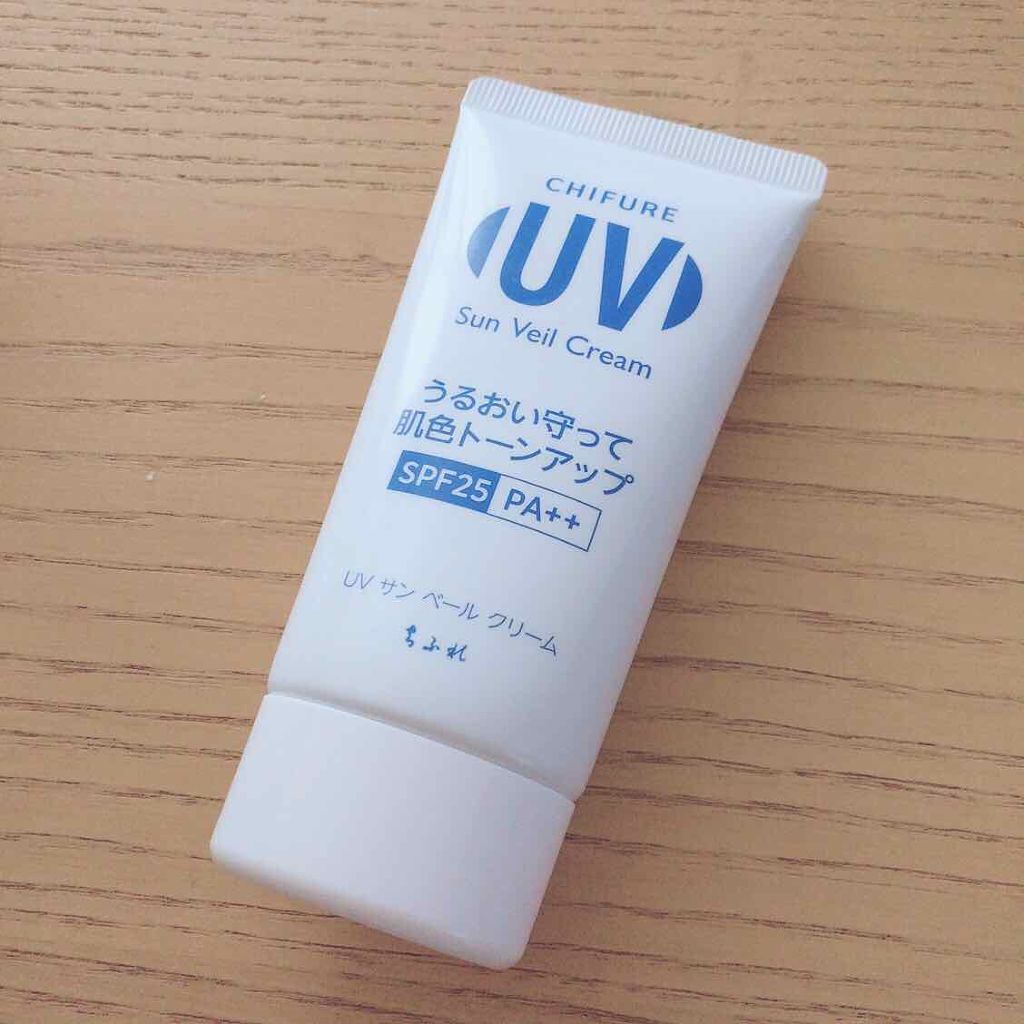 CHIFURE
UV
Sun Veil Cream
うるおい守って
肌色トーンアップ
SPF25 PA++
UV サン ベール クリーム
ちふれ